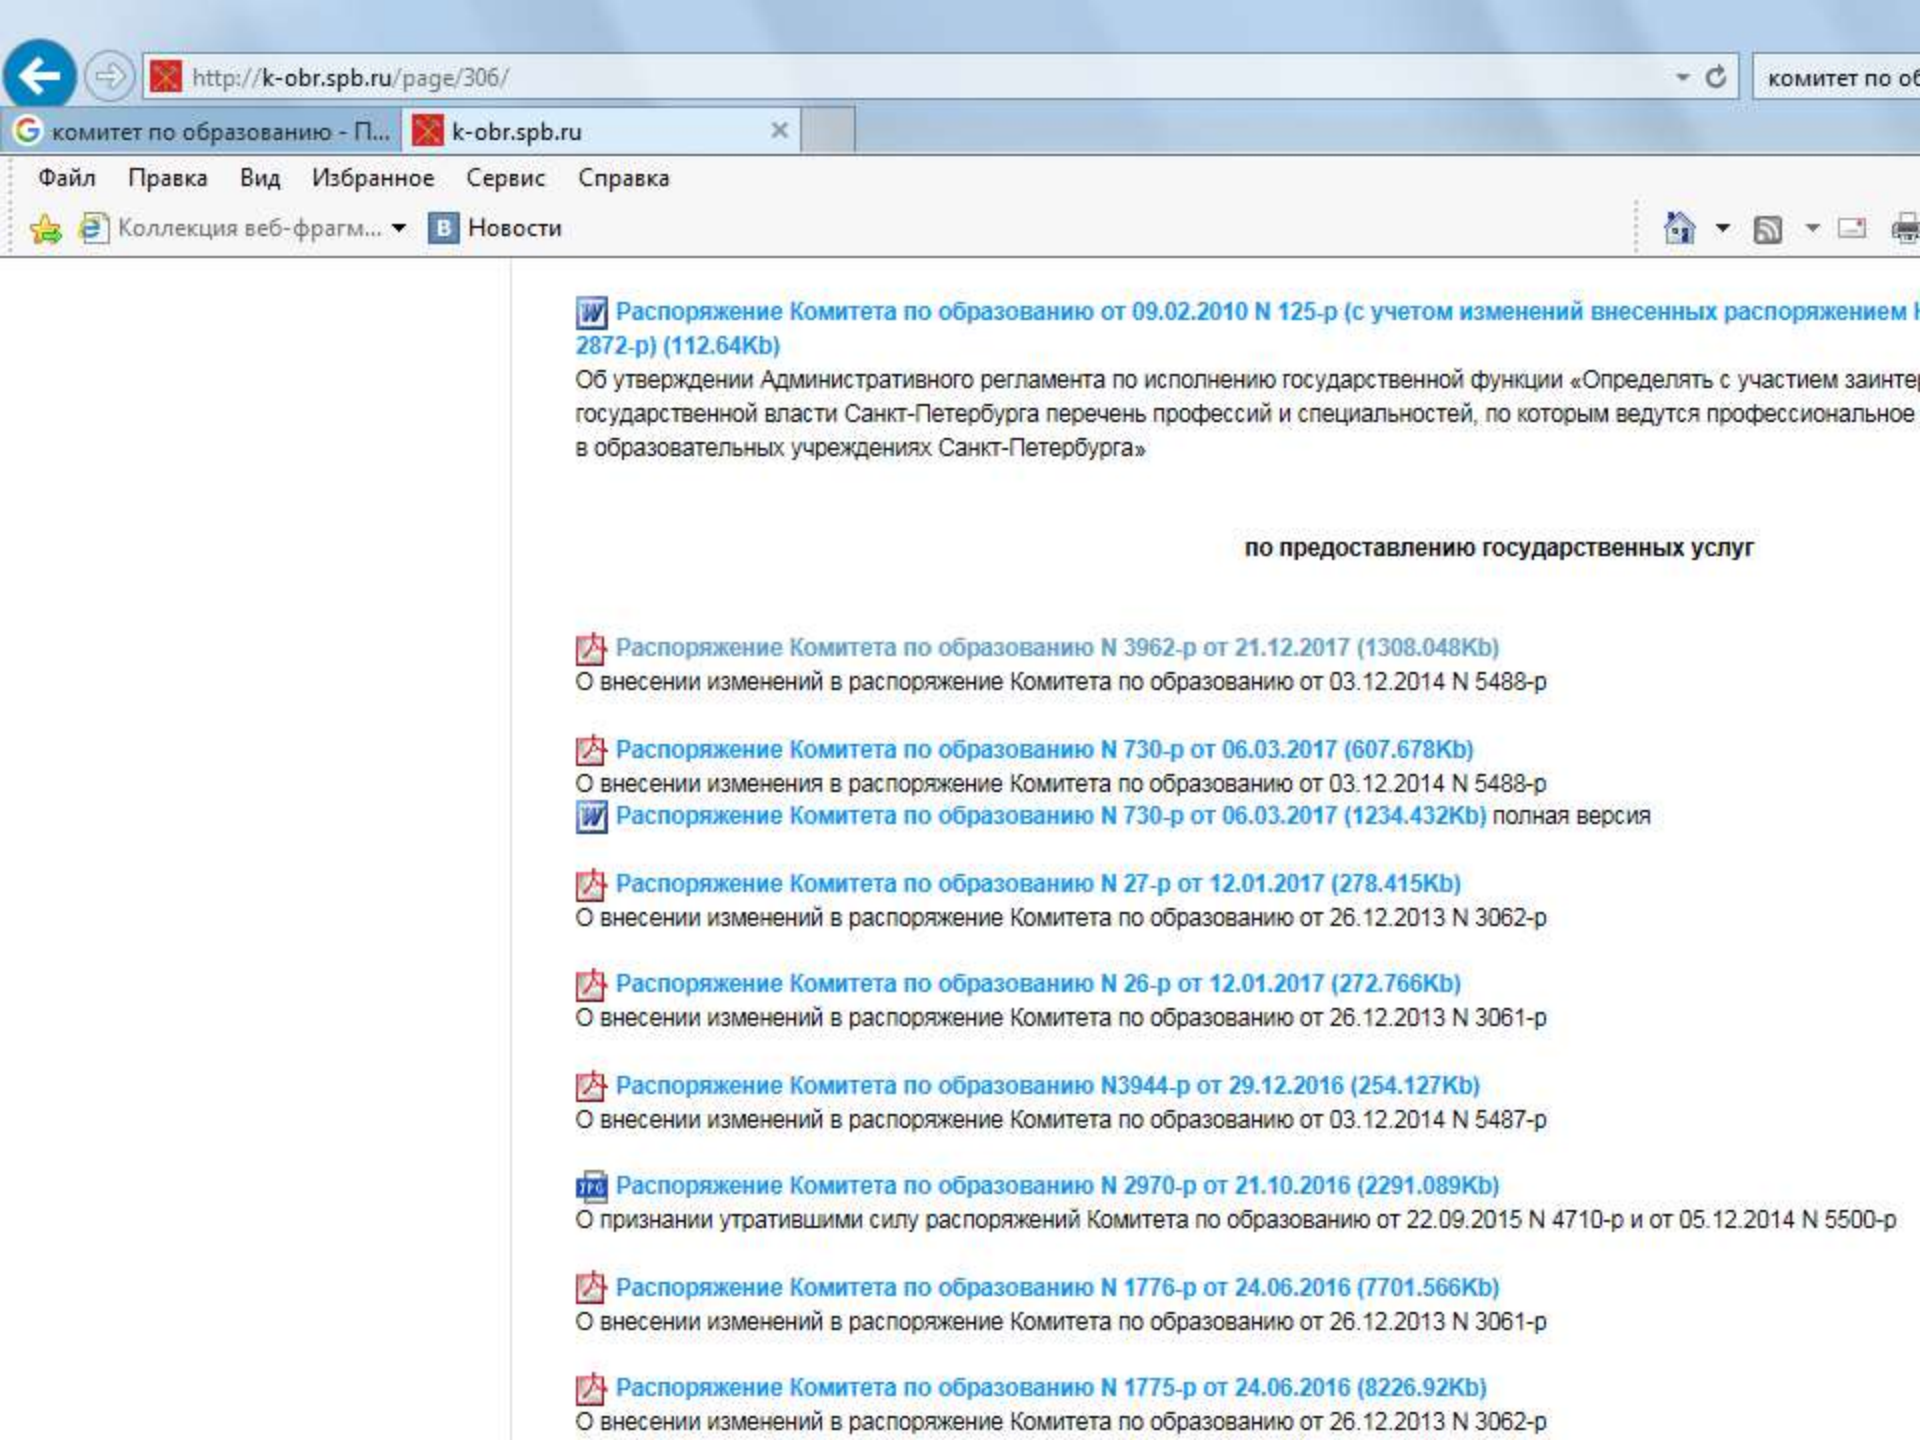 http://k-obr.spb.ru/page/306/
комитет по
комитет по образованию - П...
k-obr.spb.ru
Файл Правка Вид Избранное Сервис Справка
Коллекция веб-фрагм... В Новости
Распоряжение Комитета по образованию от 09.02.2010 N 125-р (с учетом изменений внесенных распоряжением
2872-р) (112.64Kb)
Об утверждении Административного регламента по исполнению государственной функции «Определять с участием
государственной власти Санкт-Петербурга перечень профессий и специальностей, по которым ведутся профессиональное
в образовательных учреждениях Санкт-Петербурга»
по предоставлению государственных услуг
Распоряжение Комитета по образованию N 3962-р от 21.12.2017 (1308.048Kb)
О внесении изменений в распоряжение Комитета по образованию от 03.12.2014 N 5488-р
Распоряжение Комитета по образованию N 730-р от 06.03.2017 (607.678Kb)
О внесении изменения в распоряжение Комитета по образованию от 03.12.2014 N 5488-р
Распоряжение Комитета по образованию N 730-р от 06.03.2017 (1234.432Kb) полная версия
Распоряжение Комитета по образованию N 27-р от 12.01.2017 (278.415Kb)
О внесении изменений в распоряжение Комитета по образованию от 26.12.2013 N 3062-р
Распоряжение Комитета по образованию N 26-р от 12.01.2017 (272.766Kb)
О внесении изменений в распоряжение Комитета по образованию от 26.12.2013 N 3061-р
Распоряжение Комитета по образованию N3944-р от 29.12.2016 (254.127Kb)
О внесении изменений в распоряжение Комитета по образованию от 03.12.2014 N 5487-р
Распоряжение Комитета по образованию N 2970-р от 21.10.2016 (2291.089Kb)
О признании утратившими силу распоряжений Комитета по образованию от 22.09.2015 N 4710-р и от 05.12.2014 N 5500-р
Распоряжение Комитета по образованию N 1776-р от 24.06.2016 (7701.566Kb)
О внесении изменений в распоряжение Комитета по образованию от 26.12.2013 N 3061-р
Распоряжение Комитета по образованию N 1775-р от 24.06.2016 (8226.92Kb)
О внесении изменений в распоряжение Комитета по образованию от 26.12.2013 N 3062-р